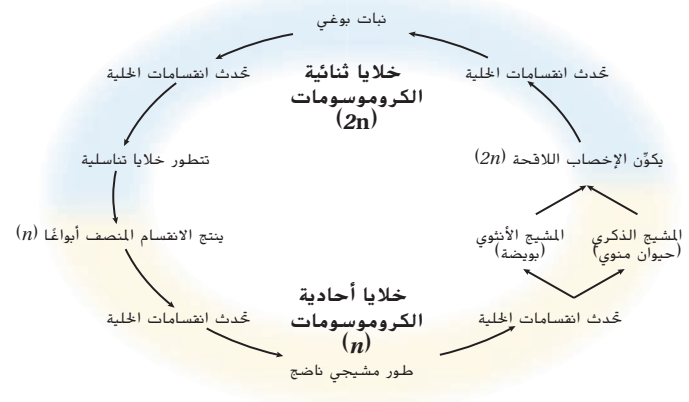 نبات بوغي
تحدث انقسامات الخلية
خلايا ثنائية
الكروموسومات
(2n)
تحدث انقسامات الخلية
تتطور خلايا تناسلية
يكوِّن الإخصاب اللاقحة (2n)
ينتج الانقسام المنصف أبواغًا (n)
المشيج الأنثوي
(بويضة)
المشيج الذكري
(حيوان منوي)
تحدث انقسامات الخلية
خلايا أحادية
الكروموسومات
(n)
تحدث انقسامات الخلية
طور مشيجي ناضج